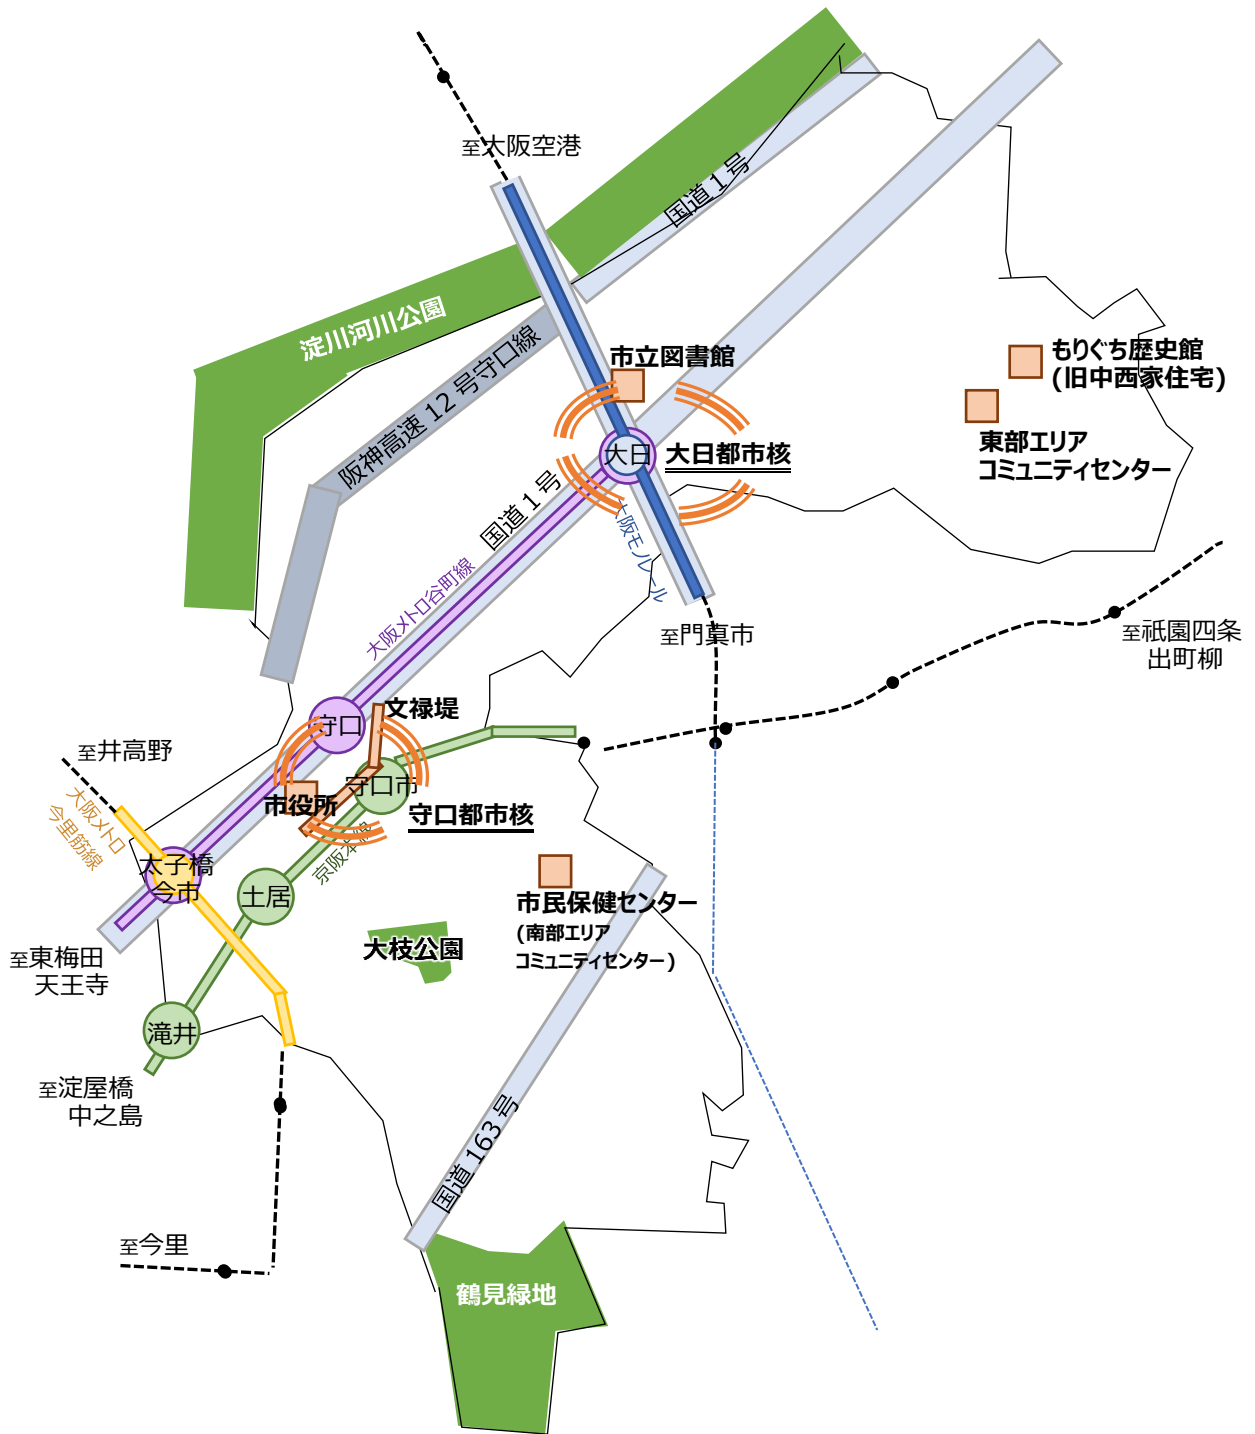 至大阪空港
国道１号
淀川河川公園
阪神高速 12 号守口線
市立図書館
もりぐち歴史館
(旧中西家住宅)
東部エリア
コミュニティセンター
大日
大日都市核
国道１号
大阪モノレール
大阪メトロ谷町線
至門真市
至祇園四条
出町柳
守口
文禄堤
至井高野
守口市
市役所
守口都市核
大阪メトロ
今里筋線
京阪本線
太子橋
今市
土居
市民保健センター
(南部エリア
コミュニティセンター)
大枝公園
至東梅田
天王寺
滝井
至淀屋橋
中之島
国道 163 号
至今里
鶴見緑地